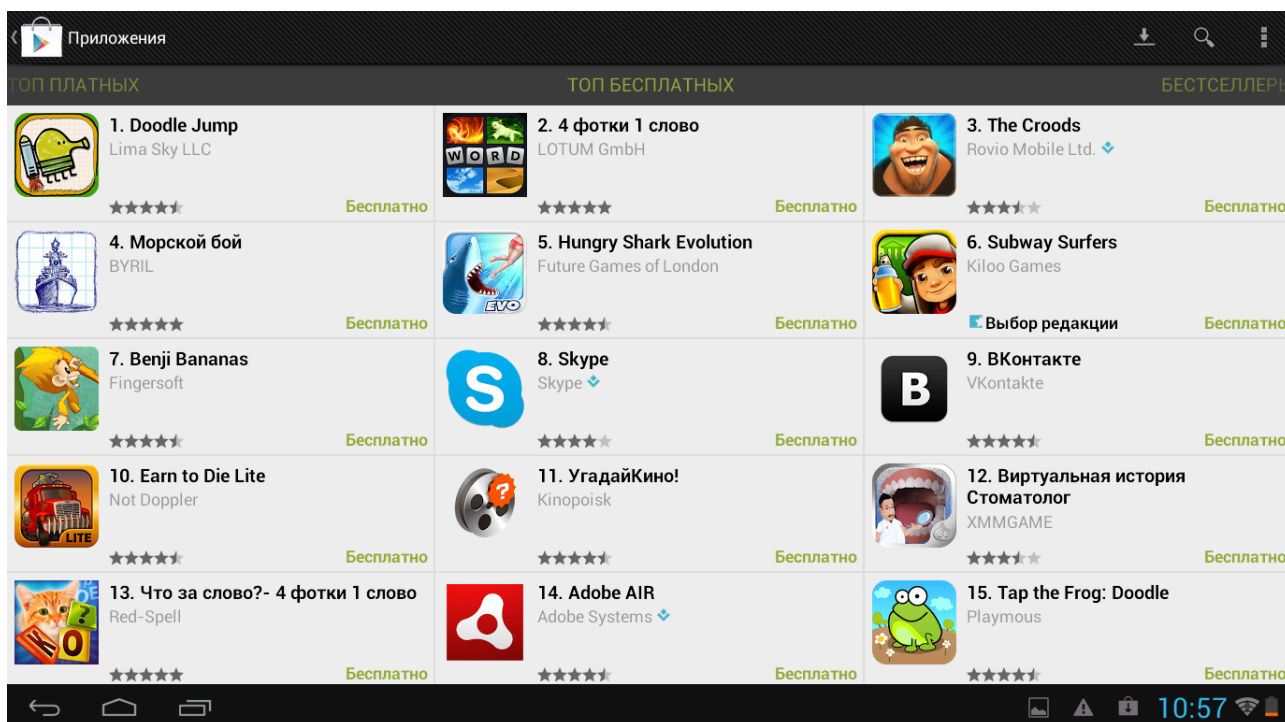 Приложения
ТОП ПЛАТНЫХ
ТОП БЕСПЛАТНЫХ
БЕСТСЕЛЛЕРЫ
1. Doodle Jump
Lima Sky LLC
Бесплатно
2. 4 фотки 1 слово
LOTUM GmbH
Бесплатно
WORD
3. The Croods
Rovio Mobile Ltd.
Бесплатно
4. Морской бой
BYRIL
Бесплатно
5. Hungry Shark Evolution
Future Games of London
Бесплатно
EVO
6. Subway Surfers
Kiloo Games
Выбор редакции
Бесплатно
7. Benji Bananas
Fingersoft
Бесплатно
8. Skype
Skype
Бесплатно
S
9. ВКонтакте
VKontakte
Бесплатно
B
10. Earn to Die Lite
Not Doppler
Бесплатно
LITE
11. УгадайКино!
Kinopoisk
Бесплатно
?
12. Виртуальная история
Стоматолог
XMMGAME
Бесплатно
13. Что за слово?- 4 фотки 1 слово
Red-Spell
Бесплатно
?
КО
14. Adobe AIR
Adobe Systems
Бесплатно
15. Tap the Frog: Doodle
Playmous
Бесплатно
10:57